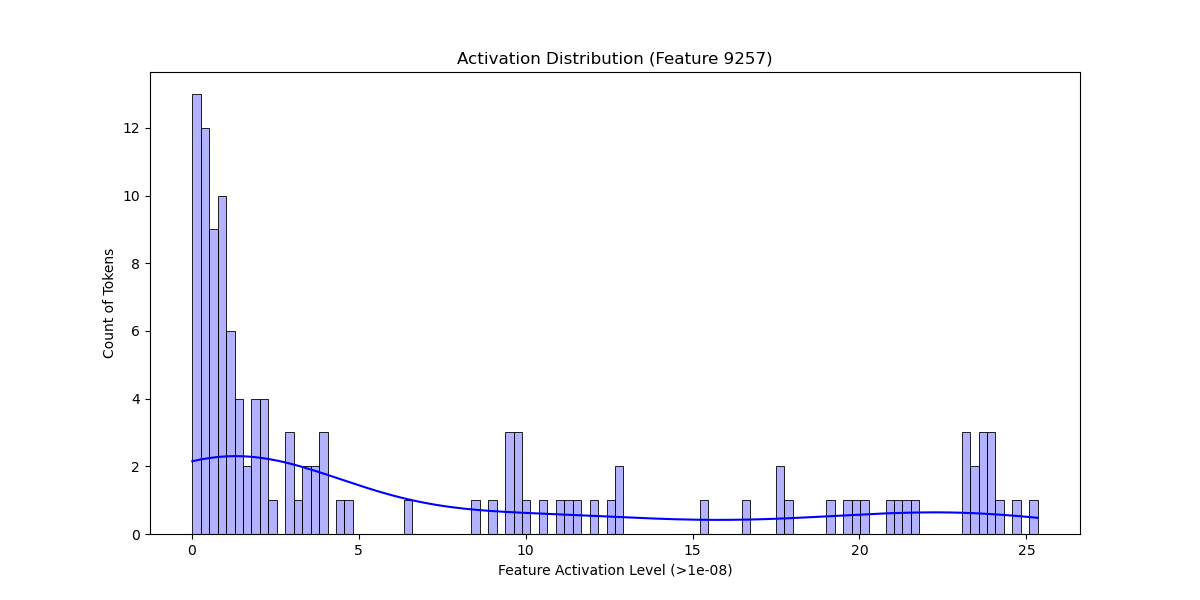 Activation Distribution (Feature 9257)
Count of Tokens
12
10
8
6
4
2
0
0 5 10 15 20 25
Feature Activation Level (>1e-08)